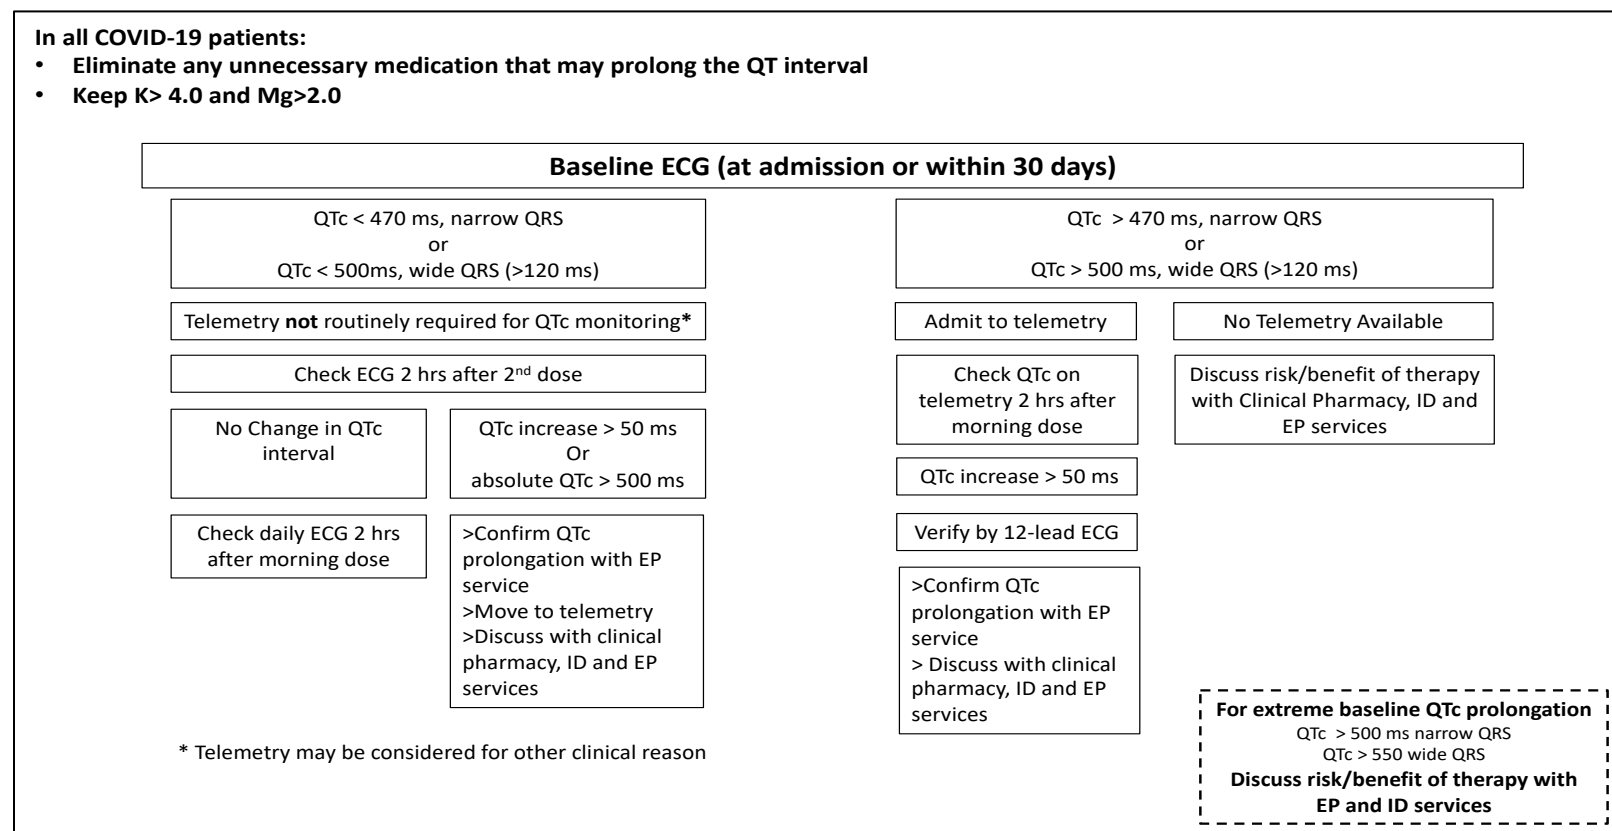 In all COVID-19 patients:
• Eliminate any unnecessary medication that may prolong the QT interval
• Keep K> 4.0 and Mg>2.0
Baseline ECG (at admission or within 30 days)
QTc < 470 ms, narrow QRS
or
QTc < 500ms, wide QRS (>120 ms)
Telemetry not routinely required for QTc monitoring*
Check ECG 2 hrs after 2nd dose
No Change in QTc
interval
Check daily ECG 2 hrs
after morning dose
QTc increase > 50 ms
Or
absolute QTc > 500 ms
>Confirm QTc
prolongation with EP
service
>Move to telemetry
>Discuss with clinical
pharmacy, ID and EP
services
* Telemetry may be considered for other clinical reason
QTc  > 470 ms, narrow QRS
or
QTc > 500 ms, wide QRS (>120 ms)
Admit to telemetry
Check QTc on
telemetry 2 hrs after
morning dose
QTc increase > 50 ms
Verify by 12-lead ECG
>Confirm QTc
prolongation with EP
service
> Discuss with clinical
pharmacy, ID and EP
services
No Telemetry Available
Discuss risk/benefit of therapy
with Clinical Pharmacy, ID and
EP services
For extreme baseline QTc prolongation
QTc  > 500 ms narrow QRS
QTc > 550 wide QRS
Discuss risk/benefit of therapy with
EP and ID services